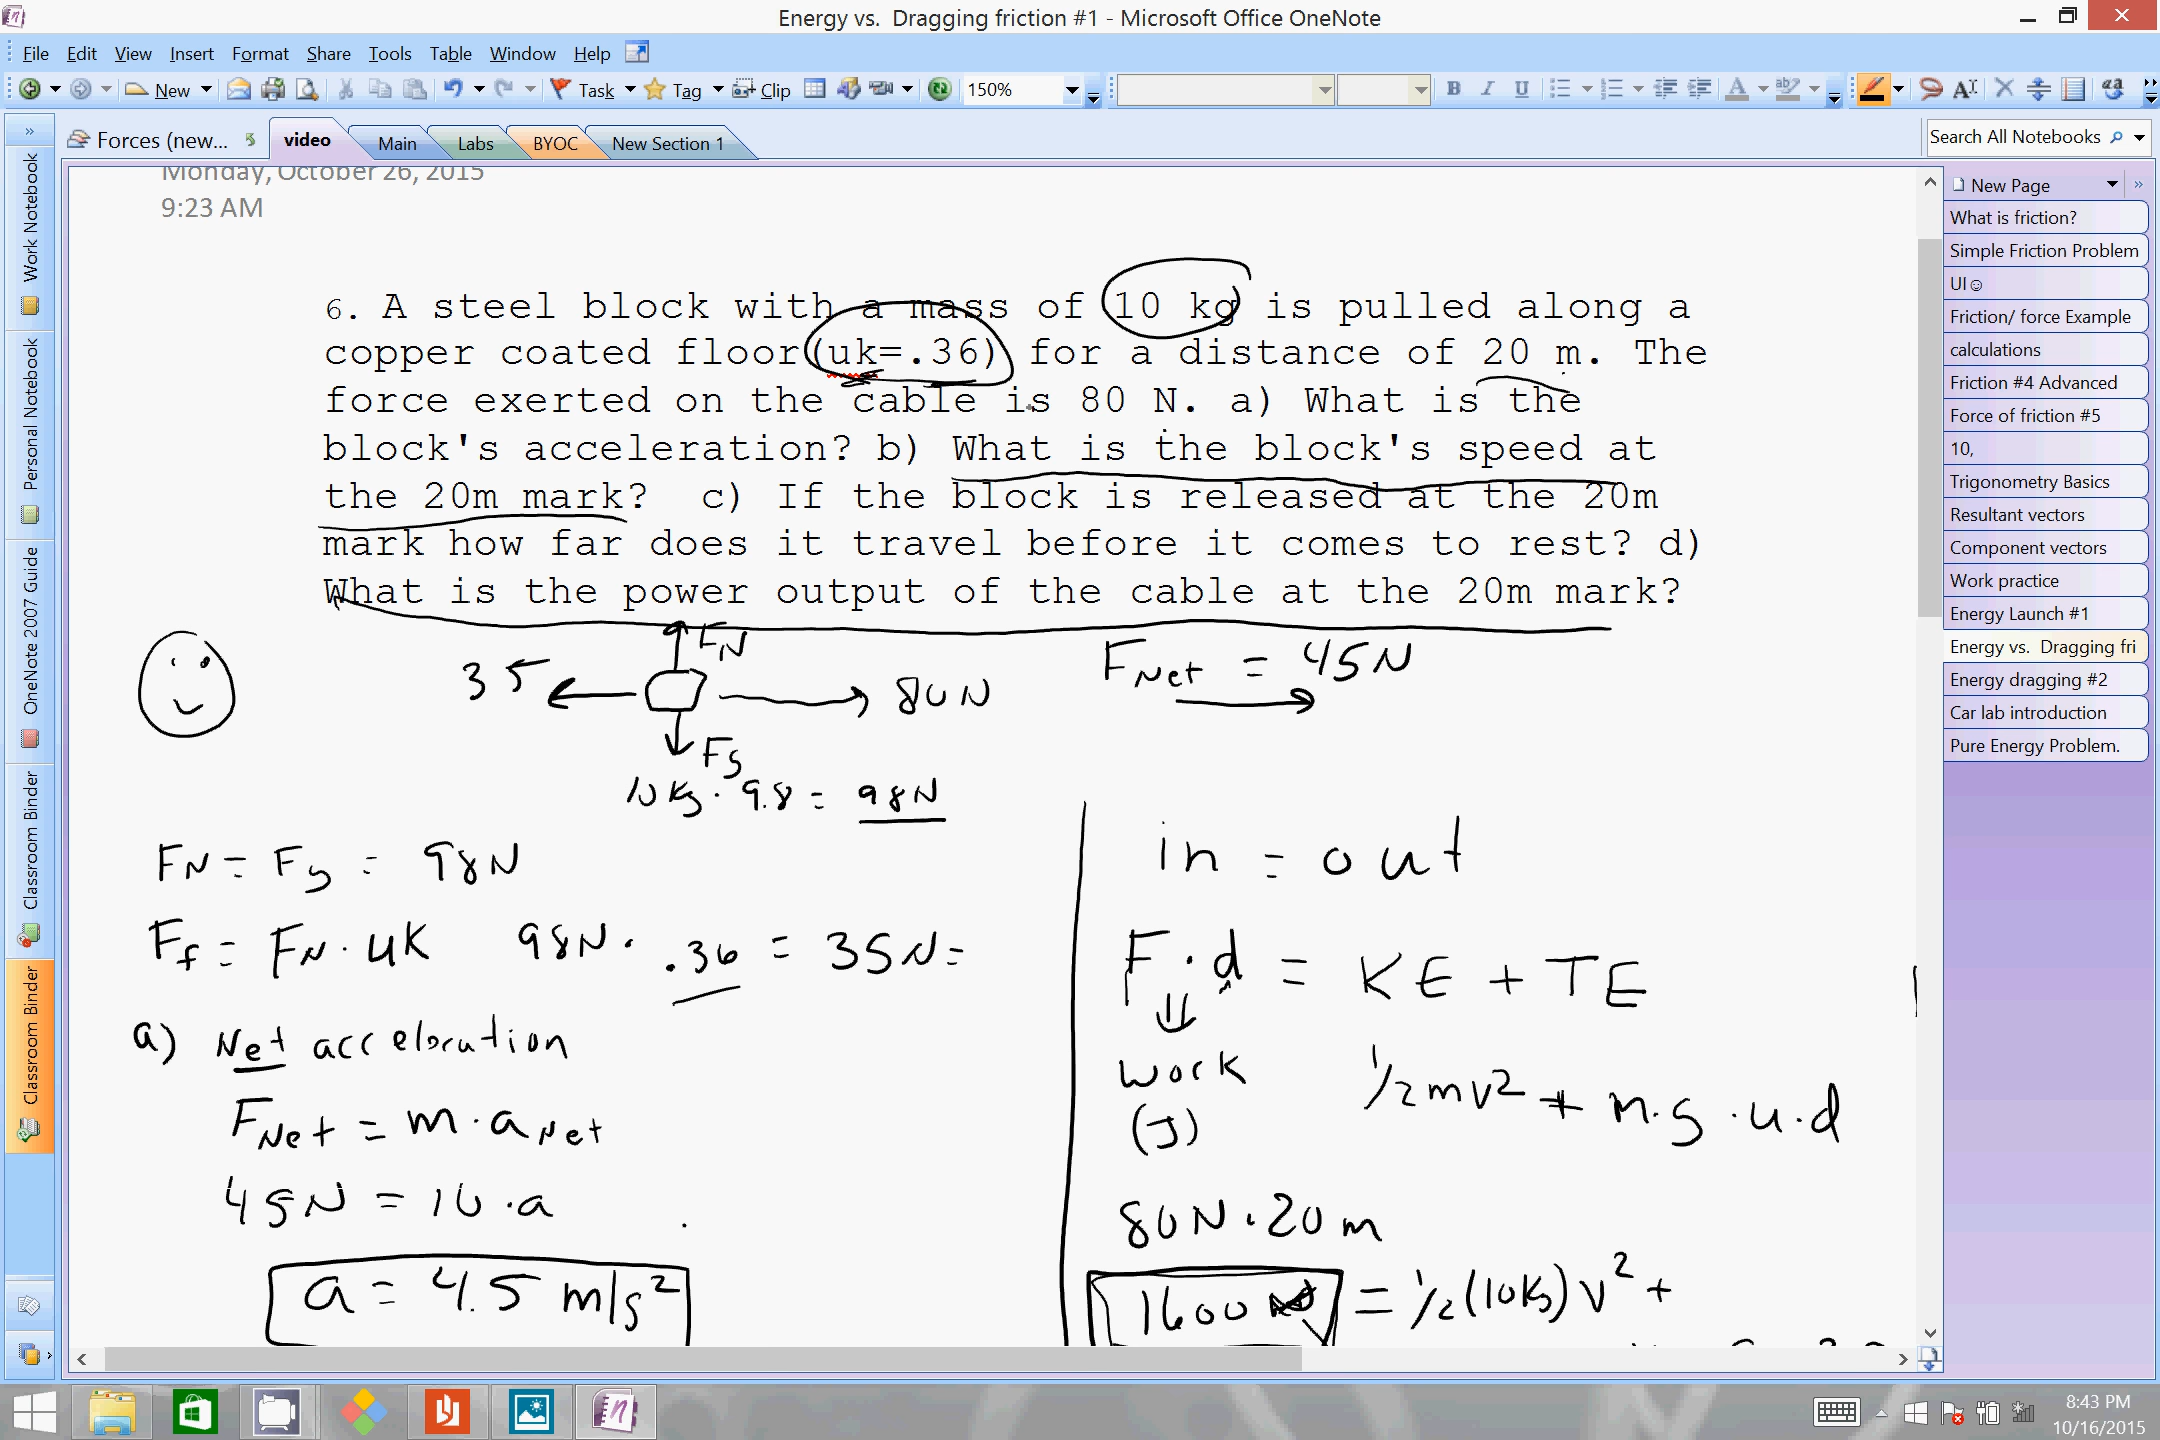 Energy vs.  Dragging friction #1 - Microsoft Office OneNote
File Edit View Insert Format Share Tools Table Window Help
New Task Tag Clip 150% B I U A ab
Forces (new... video Main Labs BYOC New Section 1 Search All Notebooks
Work Notebook
Personal Notebook
OneNote 2007 Guide
Classroom Binder
Classroom Binder
New Page
What is friction?
Simple Friction Problem
UI☺
Friction/ force Example
calculations
Friction #4 Advanced
Force of friction #5
10,
Trigonometry Basics
Resultant vectors
Component vectors
Work practice
Energy Launch #1
Energy vs.  Dragging fri
Energy dragging #2
Car lab introduction
Pure Energy Problem.
Monday, October 26, 2015
9:23 AM
6. A steel block with a mass of 10 kg is pulled along a
copper coated floor(uk=.36) for a distance of 20 m. The
force exerted on the cable is 80 N. a) What is the
block's acceleration? b) What is the block's speed at
the 20m mark?  c) If the block is released at the 20m
mark how far does it travel before it comes to rest? d)
What is the power output of the cable at the 20m mark?
FN
35 80N
Fg
10kg · 9.8 = 98N
FNet = 45N
FN = Fg = 98N
Ff = FN · uK 98N · .36 = 35N=
a) Net acceloration
FNet = m · aNet
45N = 10 · a
a = 4.5 m/s²
in = out
F · d = KE + TE
work
(J)
1/2mv² + m·g·u·d
80N · 20m
1600 = 1/2(10kg)v² +
8:43 PM
10/16/2015